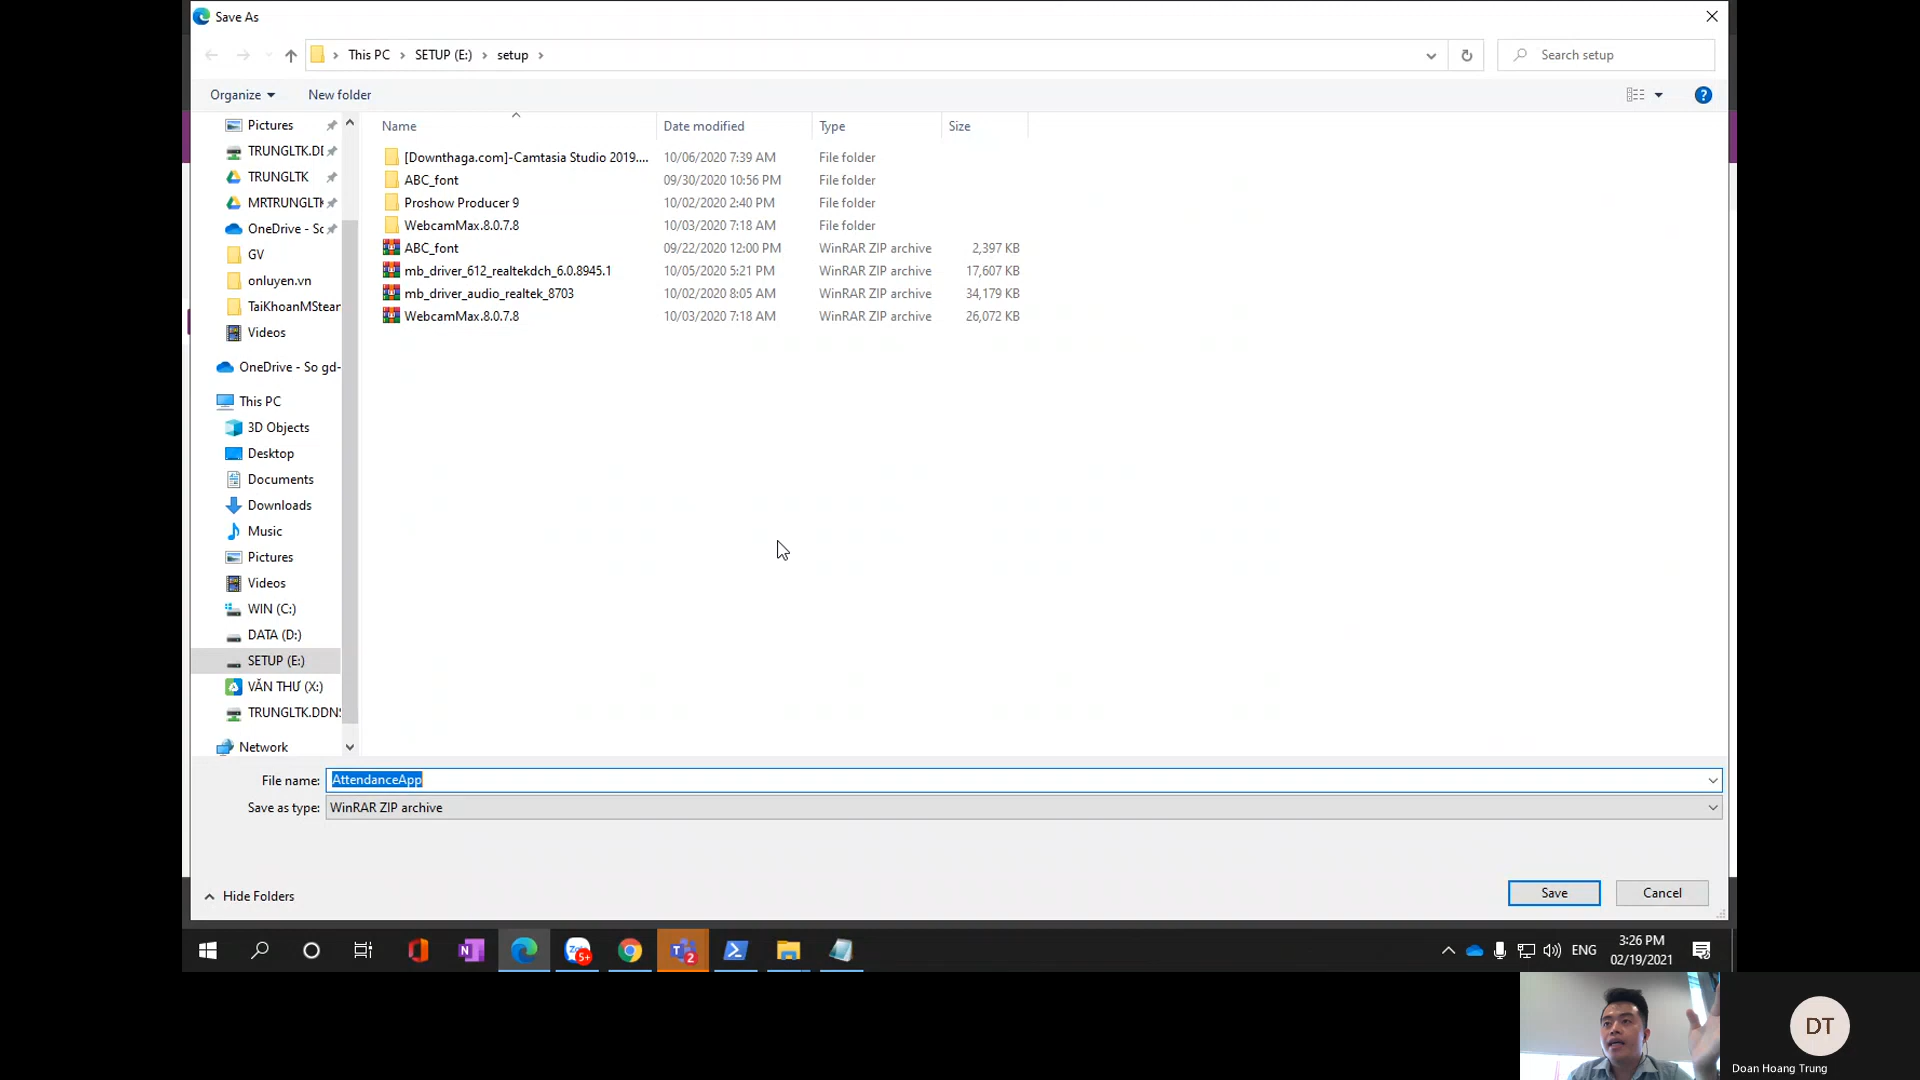 Save As
This PC
SETUP (E:)
setup
Search setup
Organize
New folder
?
Name
Date modified
Type
Size
[Downthaga.com]-Camtasia Studio 2019....
10/06/2020 7:39 AM
File folder
ABC_font
09/30/2020 10:56 PM
File folder
Proshow Producer 9
10/02/2020 2:40 PM
File folder
WebcamMax.8.0.7.8
10/03/2020 7:18 AM
File folder
ABC_font
09/22/2020 12:00 PM
WinRAR ZIP archive
2,397 KB
mb_driver_612_realtekdch_6.0.8945.1
10/05/2020 5:21 PM
WinRAR ZIP archive
17,607 KB
mb_driver_audio_realtek_8703
10/02/2020 8:05 AM
WinRAR ZIP archive
34,179 KB
WebcamMax.8.0.7.8
10/03/2020 7:18 AM
WinRAR ZIP archive
26,072 KB
Pictures
TRUNGLTK.DI
TRUNGLTK
MRTRUNGLTK
OneDrive - So
GV
onluyen.vn
TaiKhoanMStear
Videos
OneDrive - So gd-
This PC
3D Objects
Desktop
Documents
Downloads
Music
Pictures
Videos
WIN (C:)
DATA (D:)
SETUP (E:)
VĂN THƯ (X:)
TRUNGLTK.DDNS
Network
File name:
AttendanceApp
Save as type:
WinRAR ZIP archive
Hide Folders
Save
Cancel
Zalo
5+
2
ENG
3:26 PM
02/19/2021
DT
Doan Hoang Trung